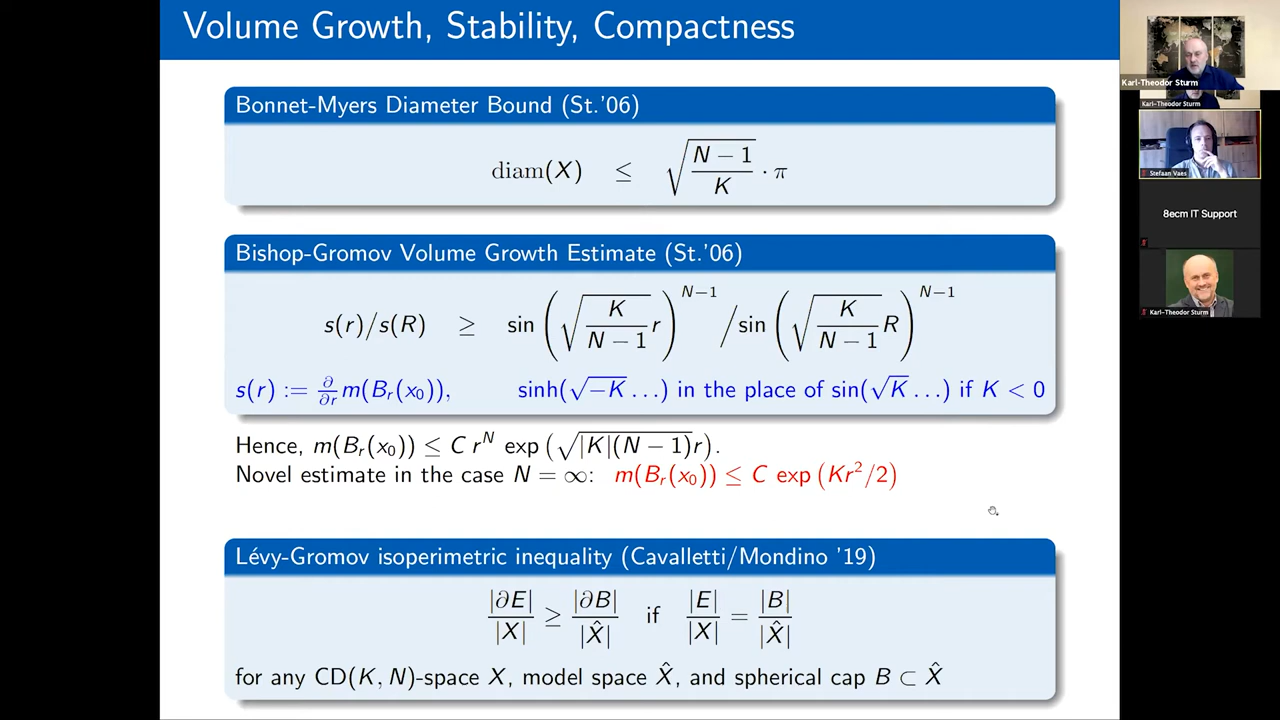 Volume Growth, Stability, Compactness
Bonnet-Myers Diameter Bound (St.'06)
diam(X) ≤ √((N − 1)/K) · π
Bishop-Gromov Volume Growth Estimate (St.'06)
s(r)/s(R) ≥ sin(√(K/(N−1)) r)^{N−1} / sin(√(K/(N−1)) R)^{N−1}
s(r) := ∂/∂r m(B_r(x_0)), sinh(√−K …) in the place of sin(√K …) if K < 0
Hence, m(B_r(x_0)) ≤ C r^N exp(√(|K|(N − 1)) r).
Novel estimate in the case N = ∞: m(B_r(x_0)) ≤ C exp(Kr²/2)
Lévy-Gromov isoperimetric inequality (Cavalletti/Mondino '19)
|∂E|/|X| ≥ |∂B|/|X̂| if |E|/|X| = |B|/|X̂|
for any CD(K, N)-space X, model space X̂, and spherical cap B ⊂ X̂
Karl-Theodor Sturm
Karl-Theodor Sturm
Stefaan Vaes
8ecm IT Support
Karl-Theodor Sturm